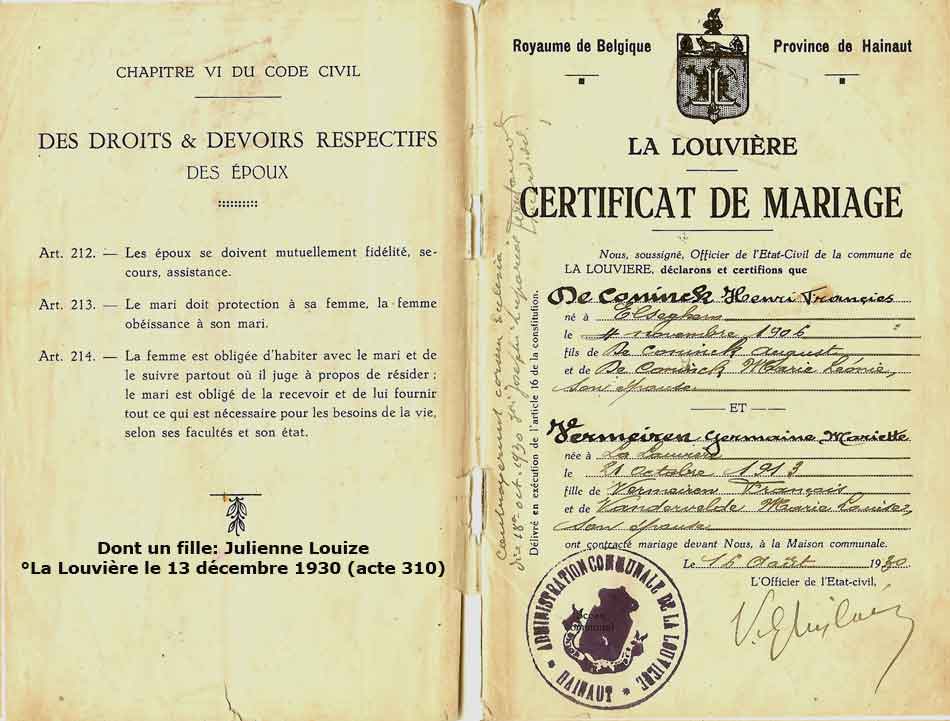 CHAPITRE VI DU CODE CIVIL
DES DROITS & DEVOIRS RESPECTIFS
DES ÉPOUX
Art. 212. — Les époux se doivent mutuellement fidélité, se-
cours, assistance.
Art. 213. — Le mari doit protection à sa femme, la femme
obéissance à son mari.
Art. 214. — La femme est obligée d'habiter avec le mari et de
le suivre partout où il juge à propos de résider ;
le mari est obligé de la recevoir et de lui fournir
tout ce qui est nécessaire pour les besoins de la vie,
selon ses facultés et son état.
Dont un fille: Julienne Louize
°La Louvière le 13 décembre 1930 (acte 310)
Royaume de Belgique
Province de Hainaut
LA LOUVIÈRE
CERTIFICAT DE MARIAGE
Nous, soussigné, Officier de l'Etat-Civil de la commune de
LA LOUVIERE, déclarons et certifions que
De Coninck Henri François
né à Elseghem
le 4 novembre 1906
fils de De Coninck August
et de De Coninck Marie Léonie,
son épouse
ET
Vermeiren Germaine Mariette
née à La Louvière
le 21 octobre 1913
fille de Vermeiren François
et de Vandervelde Marie Louise,
son épouse
ont contracté mariage devant Nous, à la Maison communale.
Le 16 Août 1930
L'Officier de l'Etat-civil,
Délivré en exécution de l'article 16 de la constitution.
die 18a oct. 1930
ADMINISTRATION COMMUNALE DE LA LOUVIERE
HAINAUT